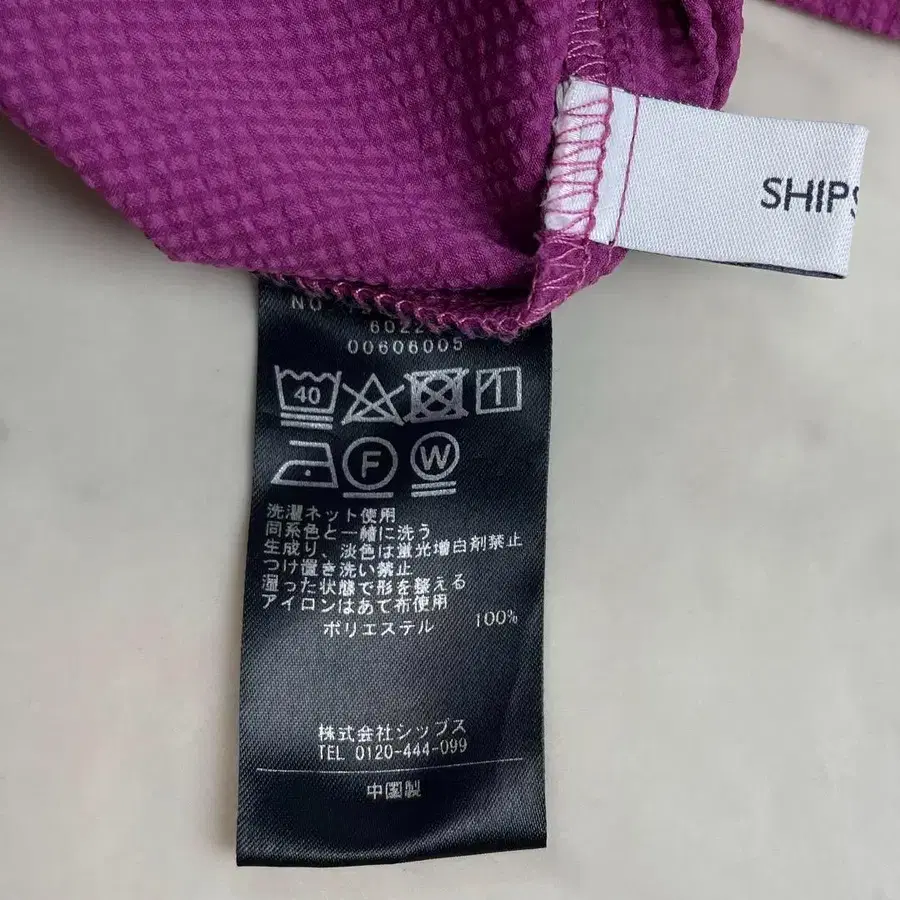 SHIPS
NO
6022
00606005
40
1
F
W
洗濯ネット使用
同系色と一緒に洗う
生成り、淡色は蛍光増白剤禁止
つけ置き洗い禁止
湿った状態で形を整える
アイロンはあて布使用
ポリエステル 100%
株式会社シップス
TEL 0120-444-099
中国製